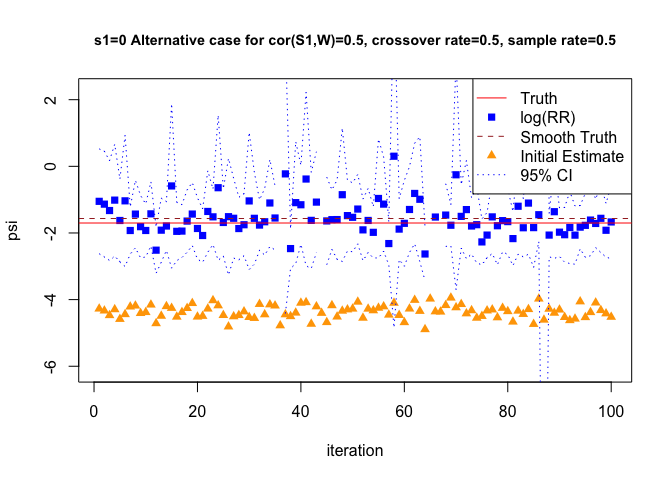 s1=0 Alternative case for cor(S1,W)=0.5, crossover rate=0.5, sample rate=0.5
Truth
log(RR)
Smooth Truth
Initial Estimate
95% CI
psi
2
0
-2
-4
-6
0
20
40
60
80
100
iteration